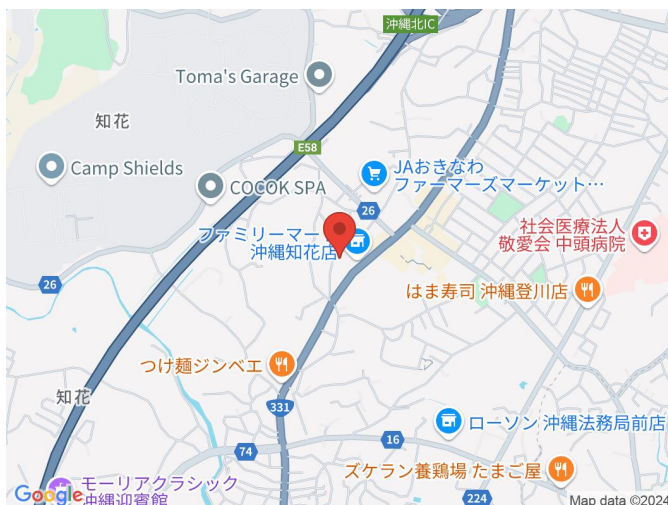 沖縄北IC
Toma's Garage
知花
E58
Camp Shields
COCOK SPA
JAおきなわ
ファーマーズマーケット…
26
ファミリーマー
沖縄知花店
社会医療法人
敬愛会 中頭病院
26
はま寿司 沖縄登川店
つけ麺ジンベエ
知花
331
ローソン 沖縄法務局前店
16
74
ズケラン養鶏場 たまご屋
モーリアクラシック
沖縄迎賓館
Google
224
Map data ©2024